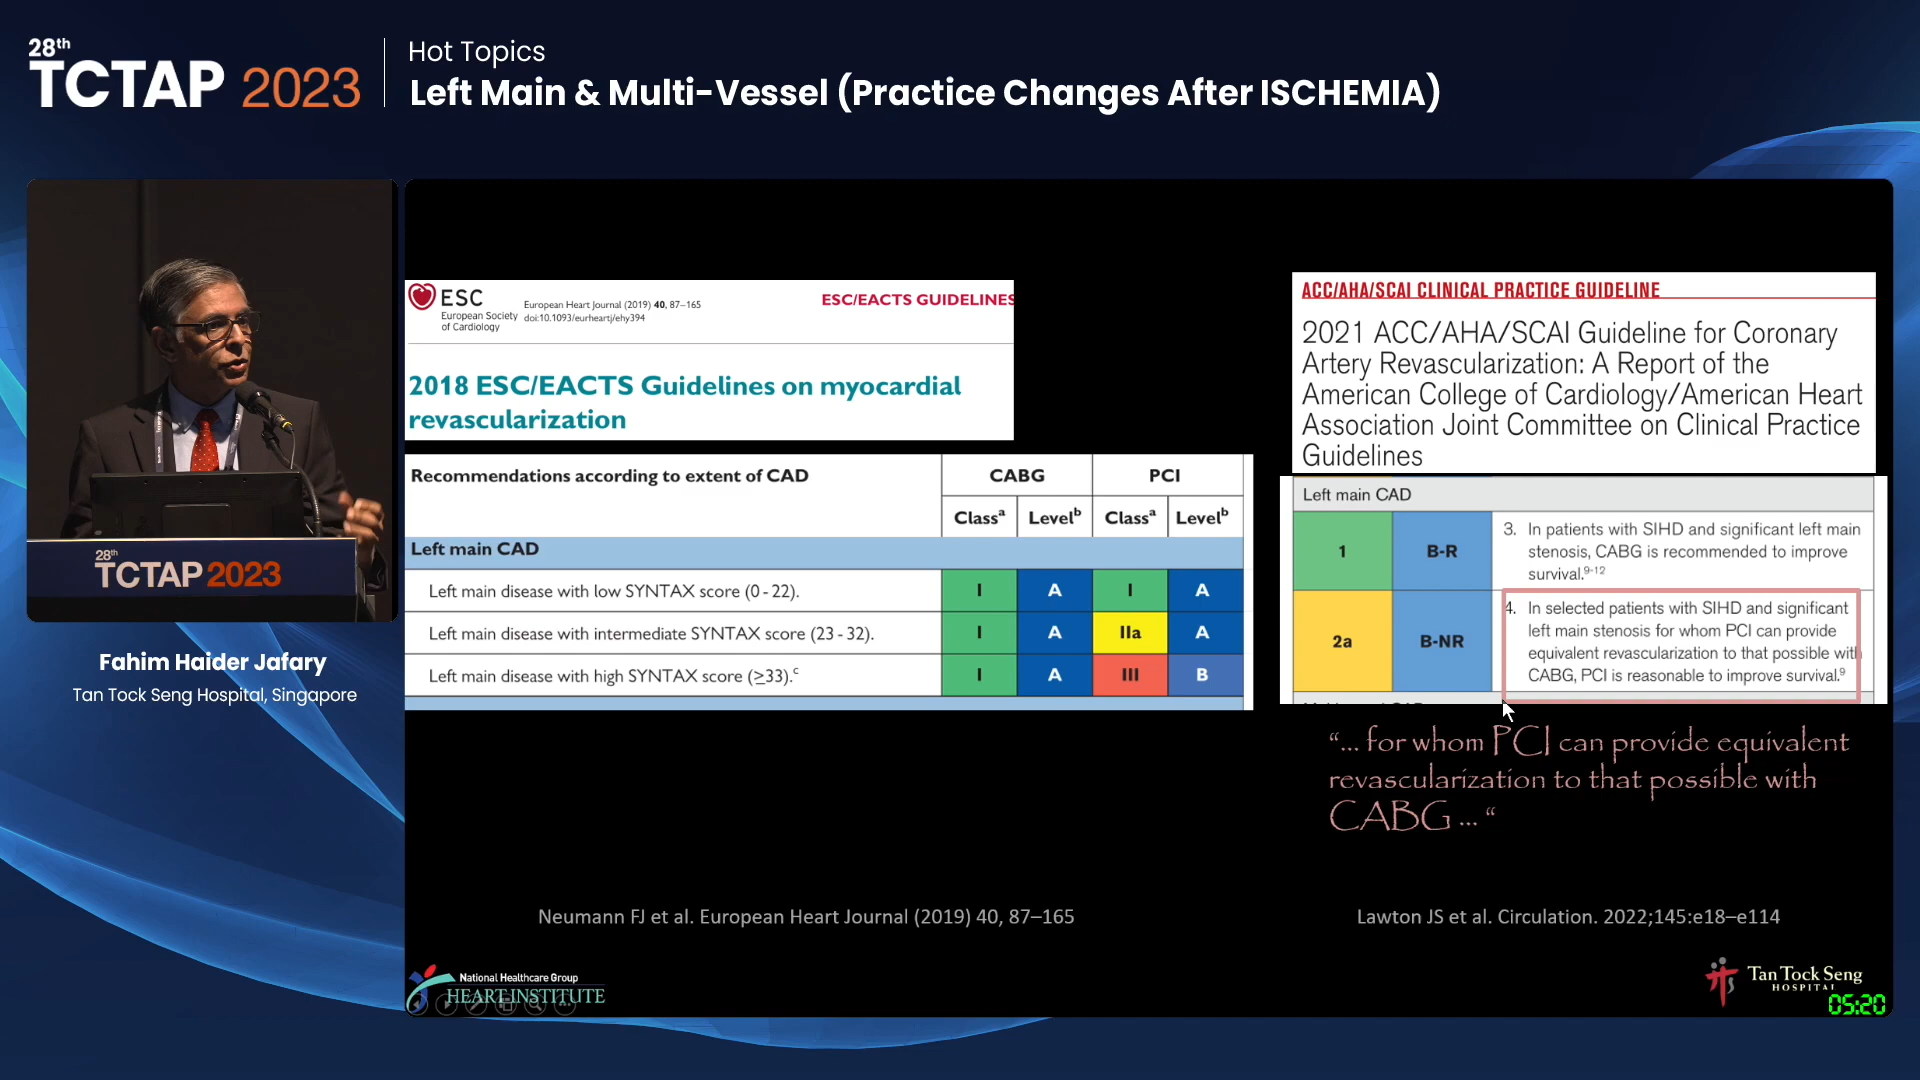 28th
TCTAP 2023
Hot Topics
Left Main & Multi-Vessel (Practice Changes After ISCHEMIA)
28th
TCTAP 2023
Fahim Haider Jafary
Tan Tock Seng Hospital, Singapore
ESC
European Society
of Cardiology
European Heart Journal (2019) 40, 87–165
doi:10.1093/eurheartj/ehy394
ESC/EACTS GUIDELINES
2018 ESC/EACTS Guidelines on myocardial
revascularization
Recommendations according to extent of CAD CABG PCI
Classa Levelb Classa Levelb
Left main CAD
Left main disease with low SYNTAX score (0 - 22). I A I A
Left main disease with intermediate SYNTAX score (23 - 32). I A IIa A
Left main disease with high SYNTAX score (≥33).c I A III B
ACC/AHA/SCAI CLINICAL PRACTICE GUIDELINE
2021 ACC/AHA/SCAI Guideline for Coronary
Artery Revascularization: A Report of the
American College of Cardiology/American Heart
Association Joint Committee on Clinical Practice
Guidelines
Left main CAD
1 B-R 3. In patients with SIHD and significant left main
stenosis, CABG is recommended to improve
survival.9-12
2a B-NR 4. In selected patients with SIHD and significant
left main stenosis for whom PCI can provide
equivalent revascularization to that possible with
CABG, PCI is reasonable to improve survival.9
“... for whom PCI can provide equivalent
revascularization to that possible with
CABG ... “
Neumann FJ et al. European Heart Journal (2019) 40, 87–165
Lawton JS et al. Circulation. 2022;145:e18–e114
National Healthcare Group
HEART INSTITUTE
Tan Tock Seng
HOSPITAL
05:20